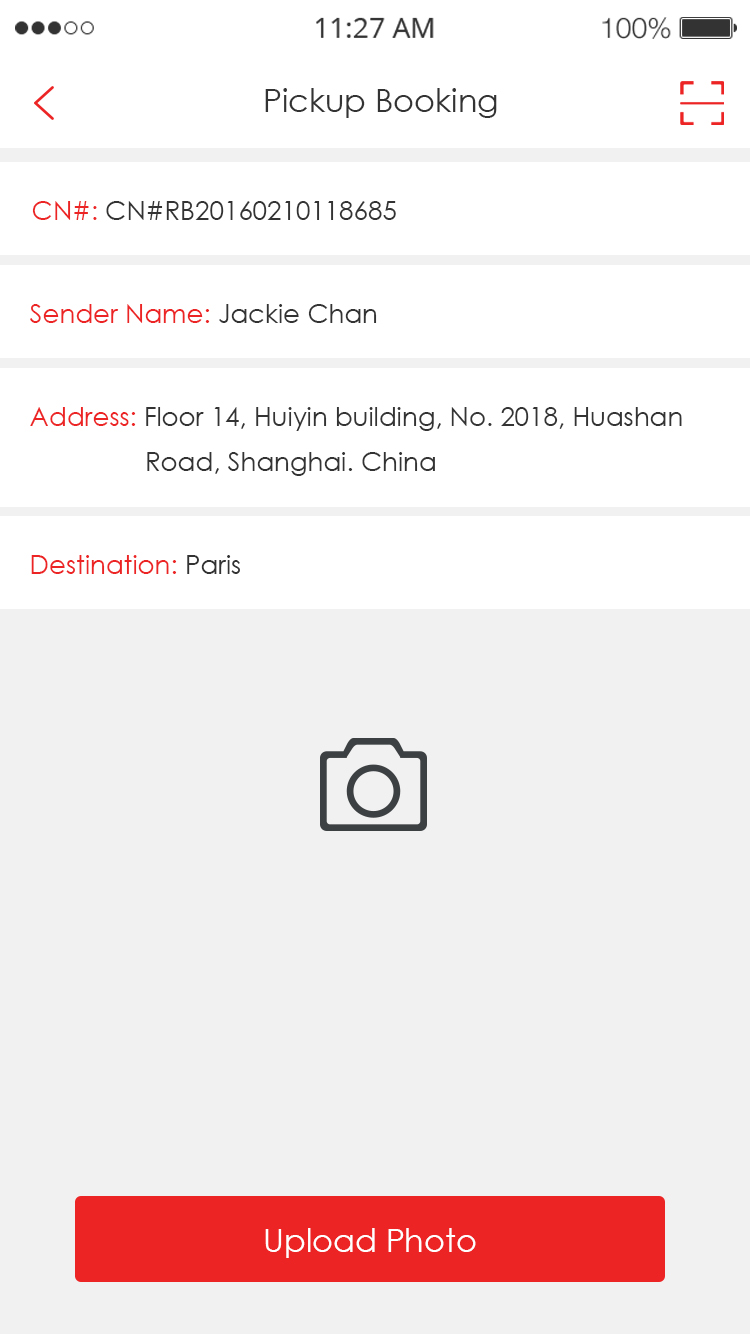 11:27 AM 100%
Pickup Booking
CN#: CN#RB20160210118685
Sender Name: Jackie Chan
Address: Floor 14, Huiyin building, No. 2018, Huashan
Road, Shanghai. China
Destination: Paris
Upload Photo